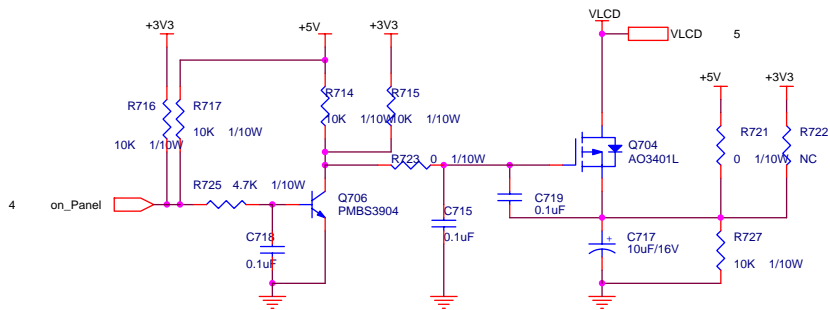 VLCD
+3V3
+5V
+3V3
VLCD 5
+5V
+3V3
R716
R717
R714
R715
10K 1/10W
10K 1/10W
10K 1/10W
10K 1/10W
Q704
AO3401L
R721
R722
0 1/10W
NC
R723 0 1/10W
R725 4.7K 1/10W
Q706
PMBS3904
C719
0.1uF
4 on_Panel
C718
0.1uF
C715
0.1uF
+
C717
10uF/16V
R727
10K 1/10W